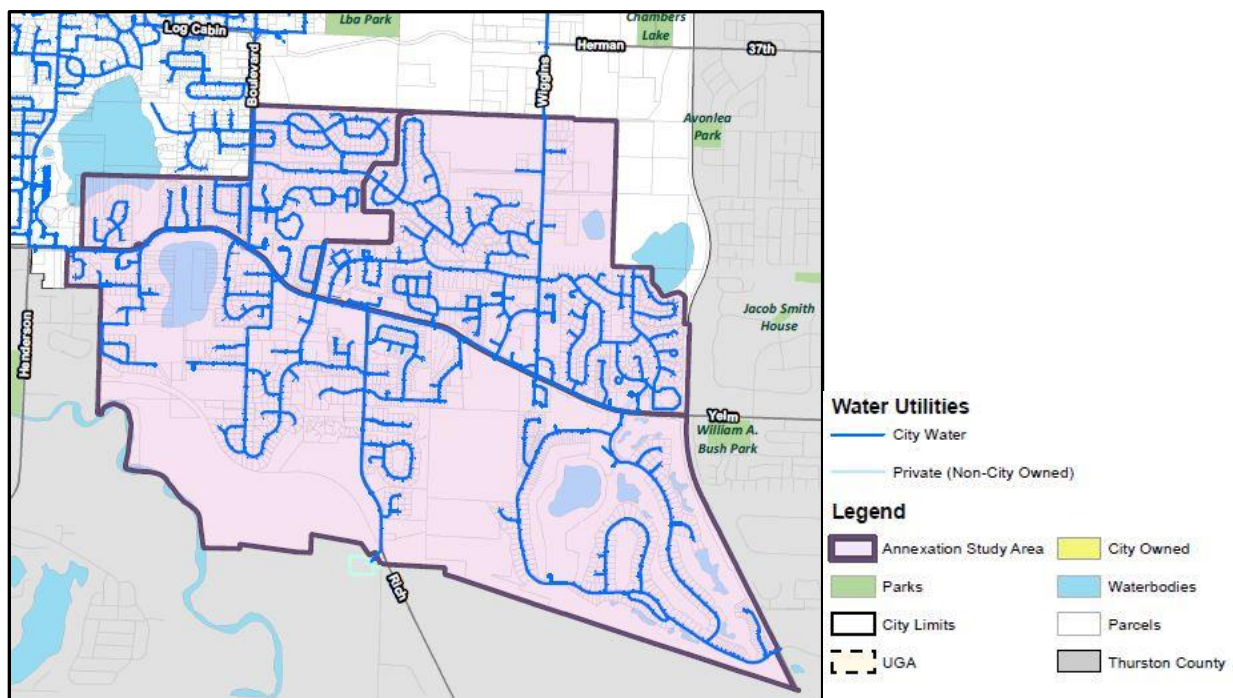 Lba Park
Chambers
Lake
Log Cabin
Herman
37th
Boulevard
Wiggins
Avonlea
Park
Jacob Smith
House
Henderson
Yelm
William A.
Bush Park
Rich
Water Utilities
City Water
Private (Non-City Owned)
Legend
Annexation Study Area
City Owned
Parks
Waterbodies
City Limits
Parcels
UGA
Thurston County